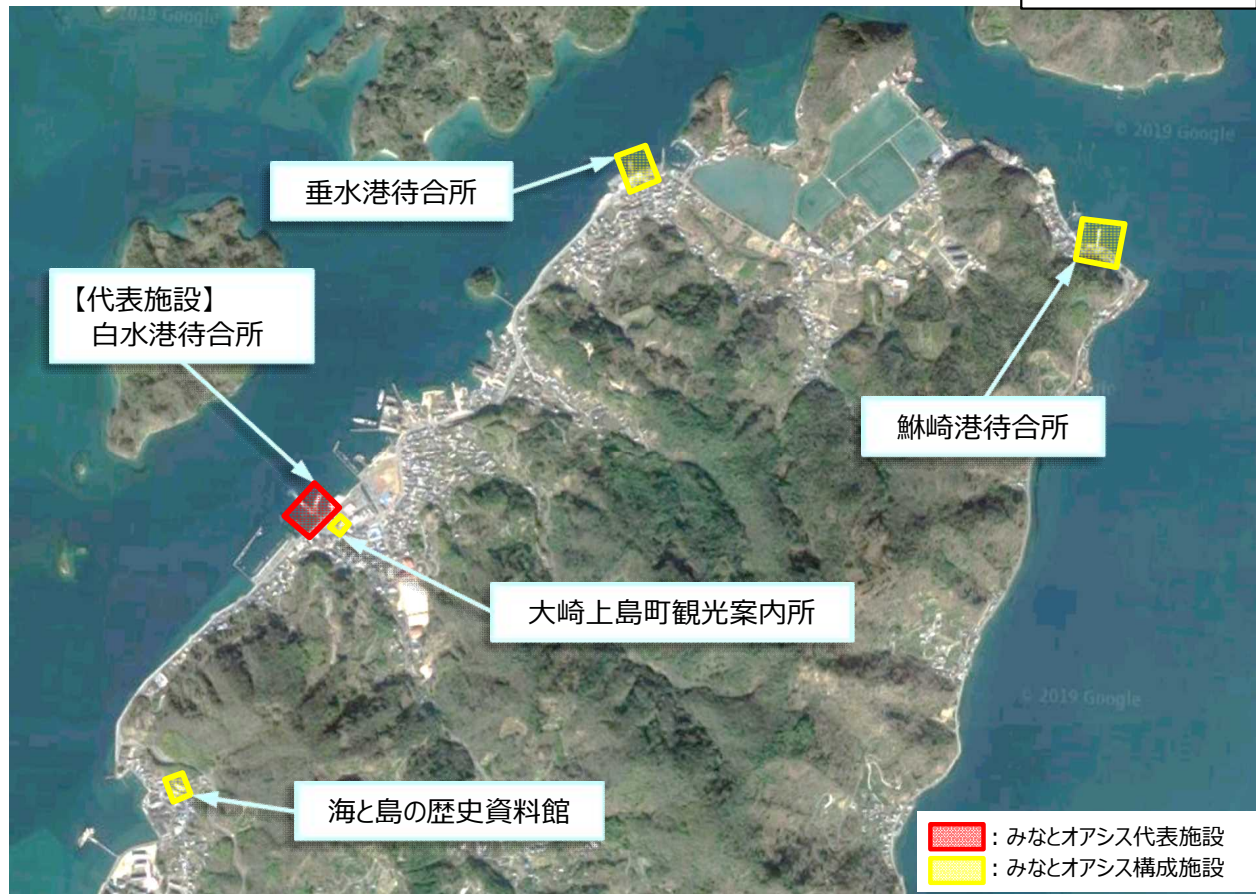 © 2019 Google
© 2019 Google
垂水港待合所
【代表施設】
白水港待合所
鮴崎港待合所
大崎上島町観光案内所
© 2019 Google
海と島の歴史資料館
：みなとオアシス代表施設
：みなとオアシス構成施設